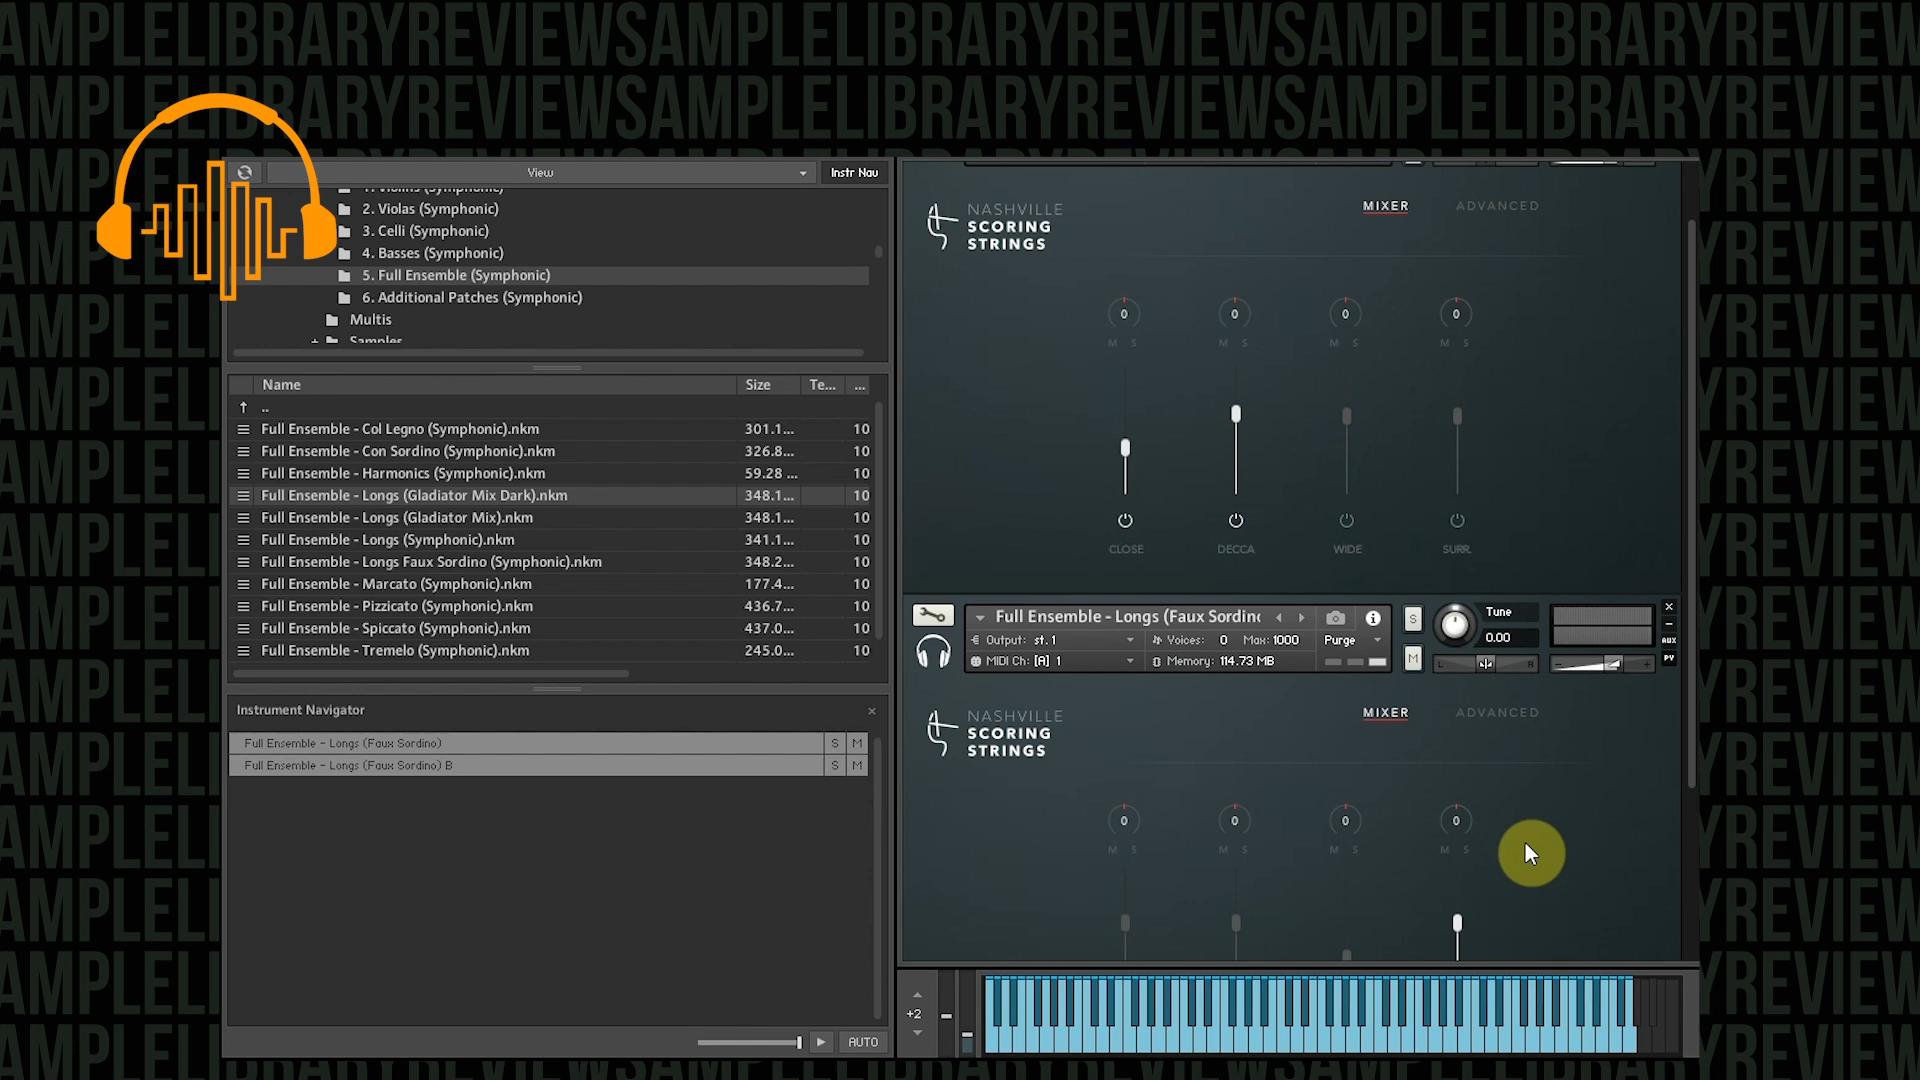 SAMPLELIBRARYREVIEW
View
Instr Nav
1. Violins (Symphonic)
2. Violas (Symphonic)
3. Celli (Symphonic)
4. Basses (Symphonic)
5. Full Ensemble (Symphonic)
6. Additional Patches (Symphonic)
Multis
Samples
Name Size Te... ...
..
Full Ensemble - Col Legno (Symphonic).nkm 301.1... 10
Full Ensemble - Con Sordino (Symphonic).nkm 326.8... 10
Full Ensemble - Harmonics (Symphonic).nkm 59.28 ... 10
Full Ensemble - Longs (Gladiator Mix Dark).nkm 348.1... 10
Full Ensemble - Longs (Gladiator Mix).nkm 348.1... 10
Full Ensemble - Longs (Symphonic).nkm 341.1... 10
Full Ensemble - Longs Faux Sordino (Symphonic).nkm 348.2... 10
Full Ensemble - Marcato (Symphonic).nkm 177.4... 10
Full Ensemble - Pizzicato (Symphonic).nkm 436.7... 10
Full Ensemble - Spiccato (Symphonic).nkm 437.0... 10
Full Ensemble - Tremelo (Symphonic).nkm 245.0... 10
Instrument Navigator ×
Full Ensemble - Longs (Faux Sordino) S M
Full Ensemble - Longs (Faux Sordino) B S M
AUTO
NASHVILLE
SCORING
STRINGS
MIXER ADVANCED
0 0 0 0
M S M S M S M S
CLOSE DECCA WIDE SURR.
Full Ensemble - Longs (Faux Sordino
Output: st.1 Voices: 0 Max: 1000 Purge
MIDI Ch: [A] 1 Memory: 114.73 MB
S
M
Tune
0.00
L R
- +
×
-
AUX
PV
NASHVILLE
SCORING
STRINGS
MIXER ADVANCED
0 0 0 0
M S M S M S M S
+2